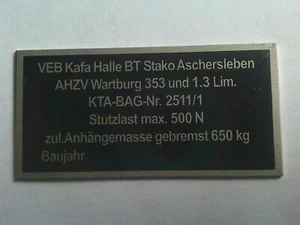 VEB Kafa Halle BT Stako Aschersleben
AHZV Wartburg 353 und 1.3 Lim.
KTA-BAG-Nr. 2511/1
Stützlast max. 500 N
zul.Anhängemasse gebremst 650 kg
Baujahr